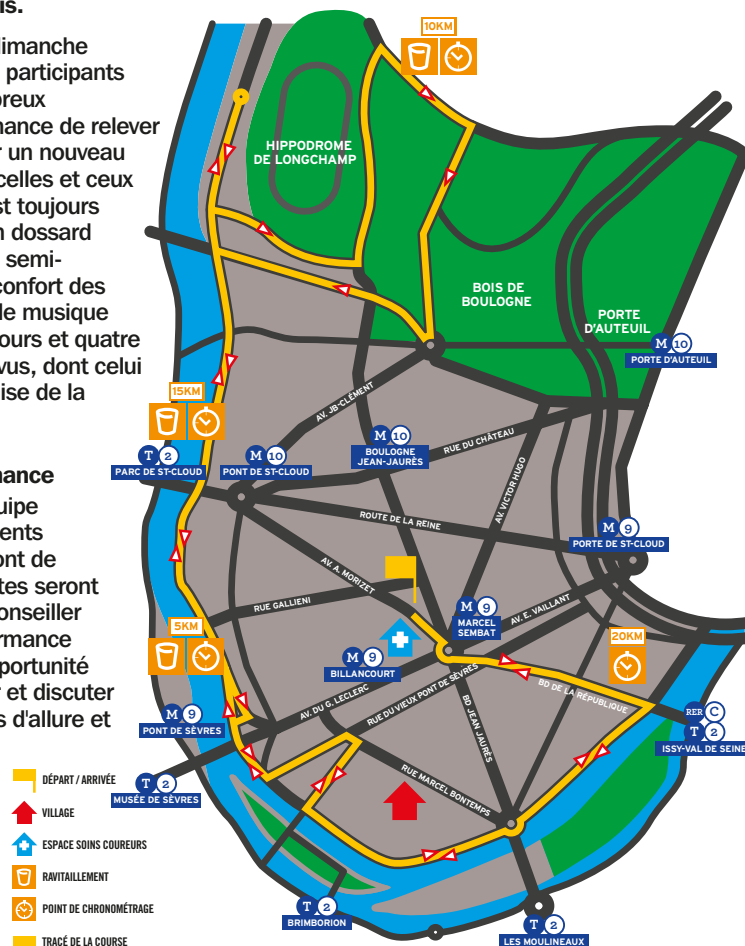 is.
dimanche
participants
breux
nance de relever
r un nouveau
celles et ceux
st toujours
n dossard
semi-
confort des
de musique
ours et quatre
vus, dont celui
ise de la
nance
uipe
ents
ont de
tes seront
onseiller
rmance
pportunité
r et discuter
s d'allure et
10KM
HIPPODROME
DE LONGCHAMP
BOIS DE
BOULOGNE
PORTE
D'AUTEUIL
M 10
PORTE D'AUTEUIL
15KM
T 2
PARC DE ST-CLOUD
M 10
PONT DE ST-CLOUD
AV. JB-CLÉMENT
M 10
BOULOGNE
JEAN-JAURÈS
RUE DU CHÂTEAU
AV. VICTOR HUGO
ROUTE DE LA REINE
M 9
PORTE DE ST-CLOUD
AV. A. MORIZET
RUE GALLIENI
M 9
MARCEL
SEMBAT
AV. E. VAILLANT
5KM
M 9
BILLANCOURT
20KM
M 9
PONT DE SÈVRES
AV. DU G. LECLERC
RUE DU VIEUX PONT DE SÈVRES
BD DE LA RÉPUBLIQUE
BD JEAN JAURÈS
RER C
T 2
ISSY-VAL DE SEINE
T 2
MUSÉE DE SÈVRES
RUE MARCEL BONTEMPS
T 2
BRIMBORION
T 2
LES MOULINEAUX
DÉPART / ARRIVÉE
VILLAGE
ESPACE SOINS COUREURS
RAVITAILLEMENT
POINT DE CHRONOMÉTRAGE
TRACÉ DE LA COURSE